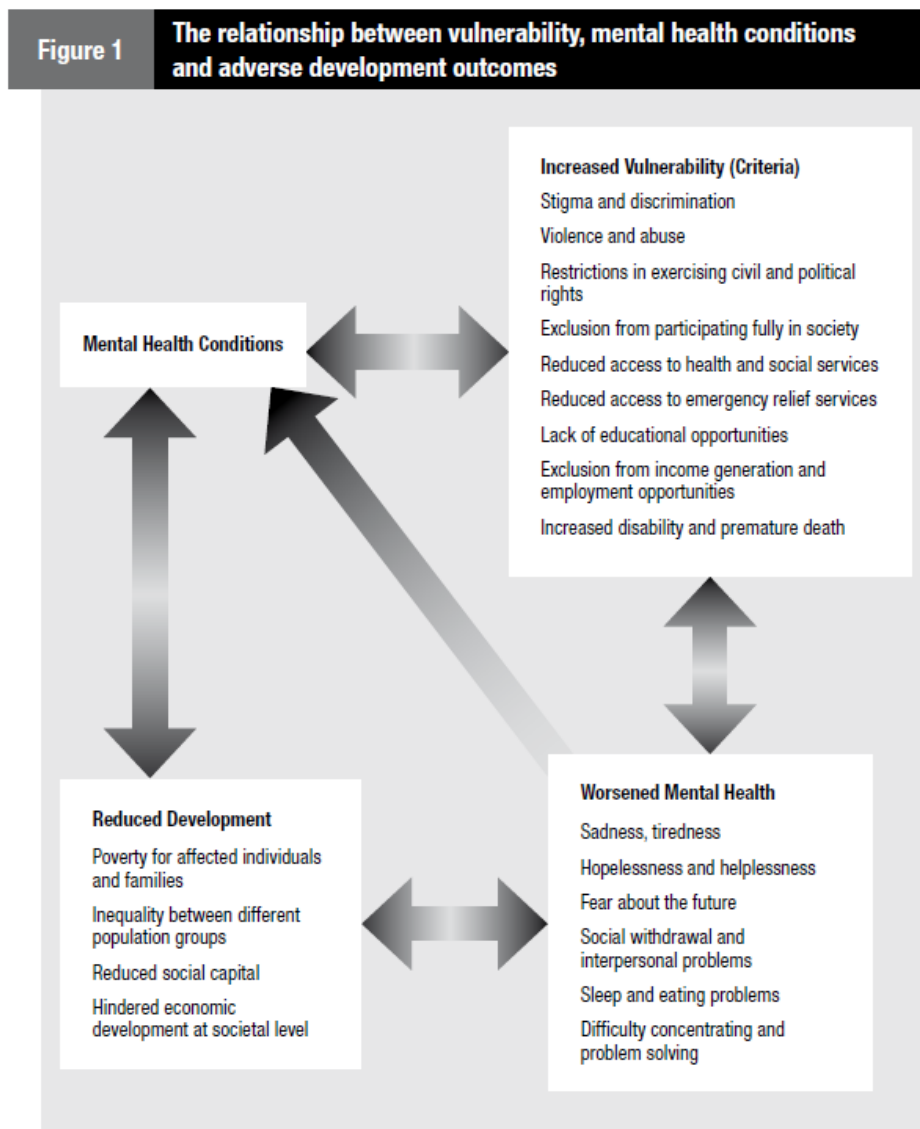 Figure 1
The relationship between vulnerability, mental health conditions
and adverse development outcomes
Increased Vulnerability (Criteria)
Stigma and discrimination
Violence and abuse
Restrictions in exercising civil and political
rights
Exclusion from participating fully in society
Reduced access to health and social services
Reduced access to emergency relief services
Lack of educational opportunities
Exclusion from income generation and
employment opportunities
Increased disability and premature death
Mental Health Conditions
Reduced Development
Poverty for affected individuals
and families
Inequality between different
population groups
Reduced social capital
Hindered economic
development at societal level
Worsened Mental Health
Sadness, tiredness
Hopelessness and helplessness
Fear about the future
Social withdrawal and
interpersonal problems
Sleep and eating problems
Difficulty concentrating and
problem solving